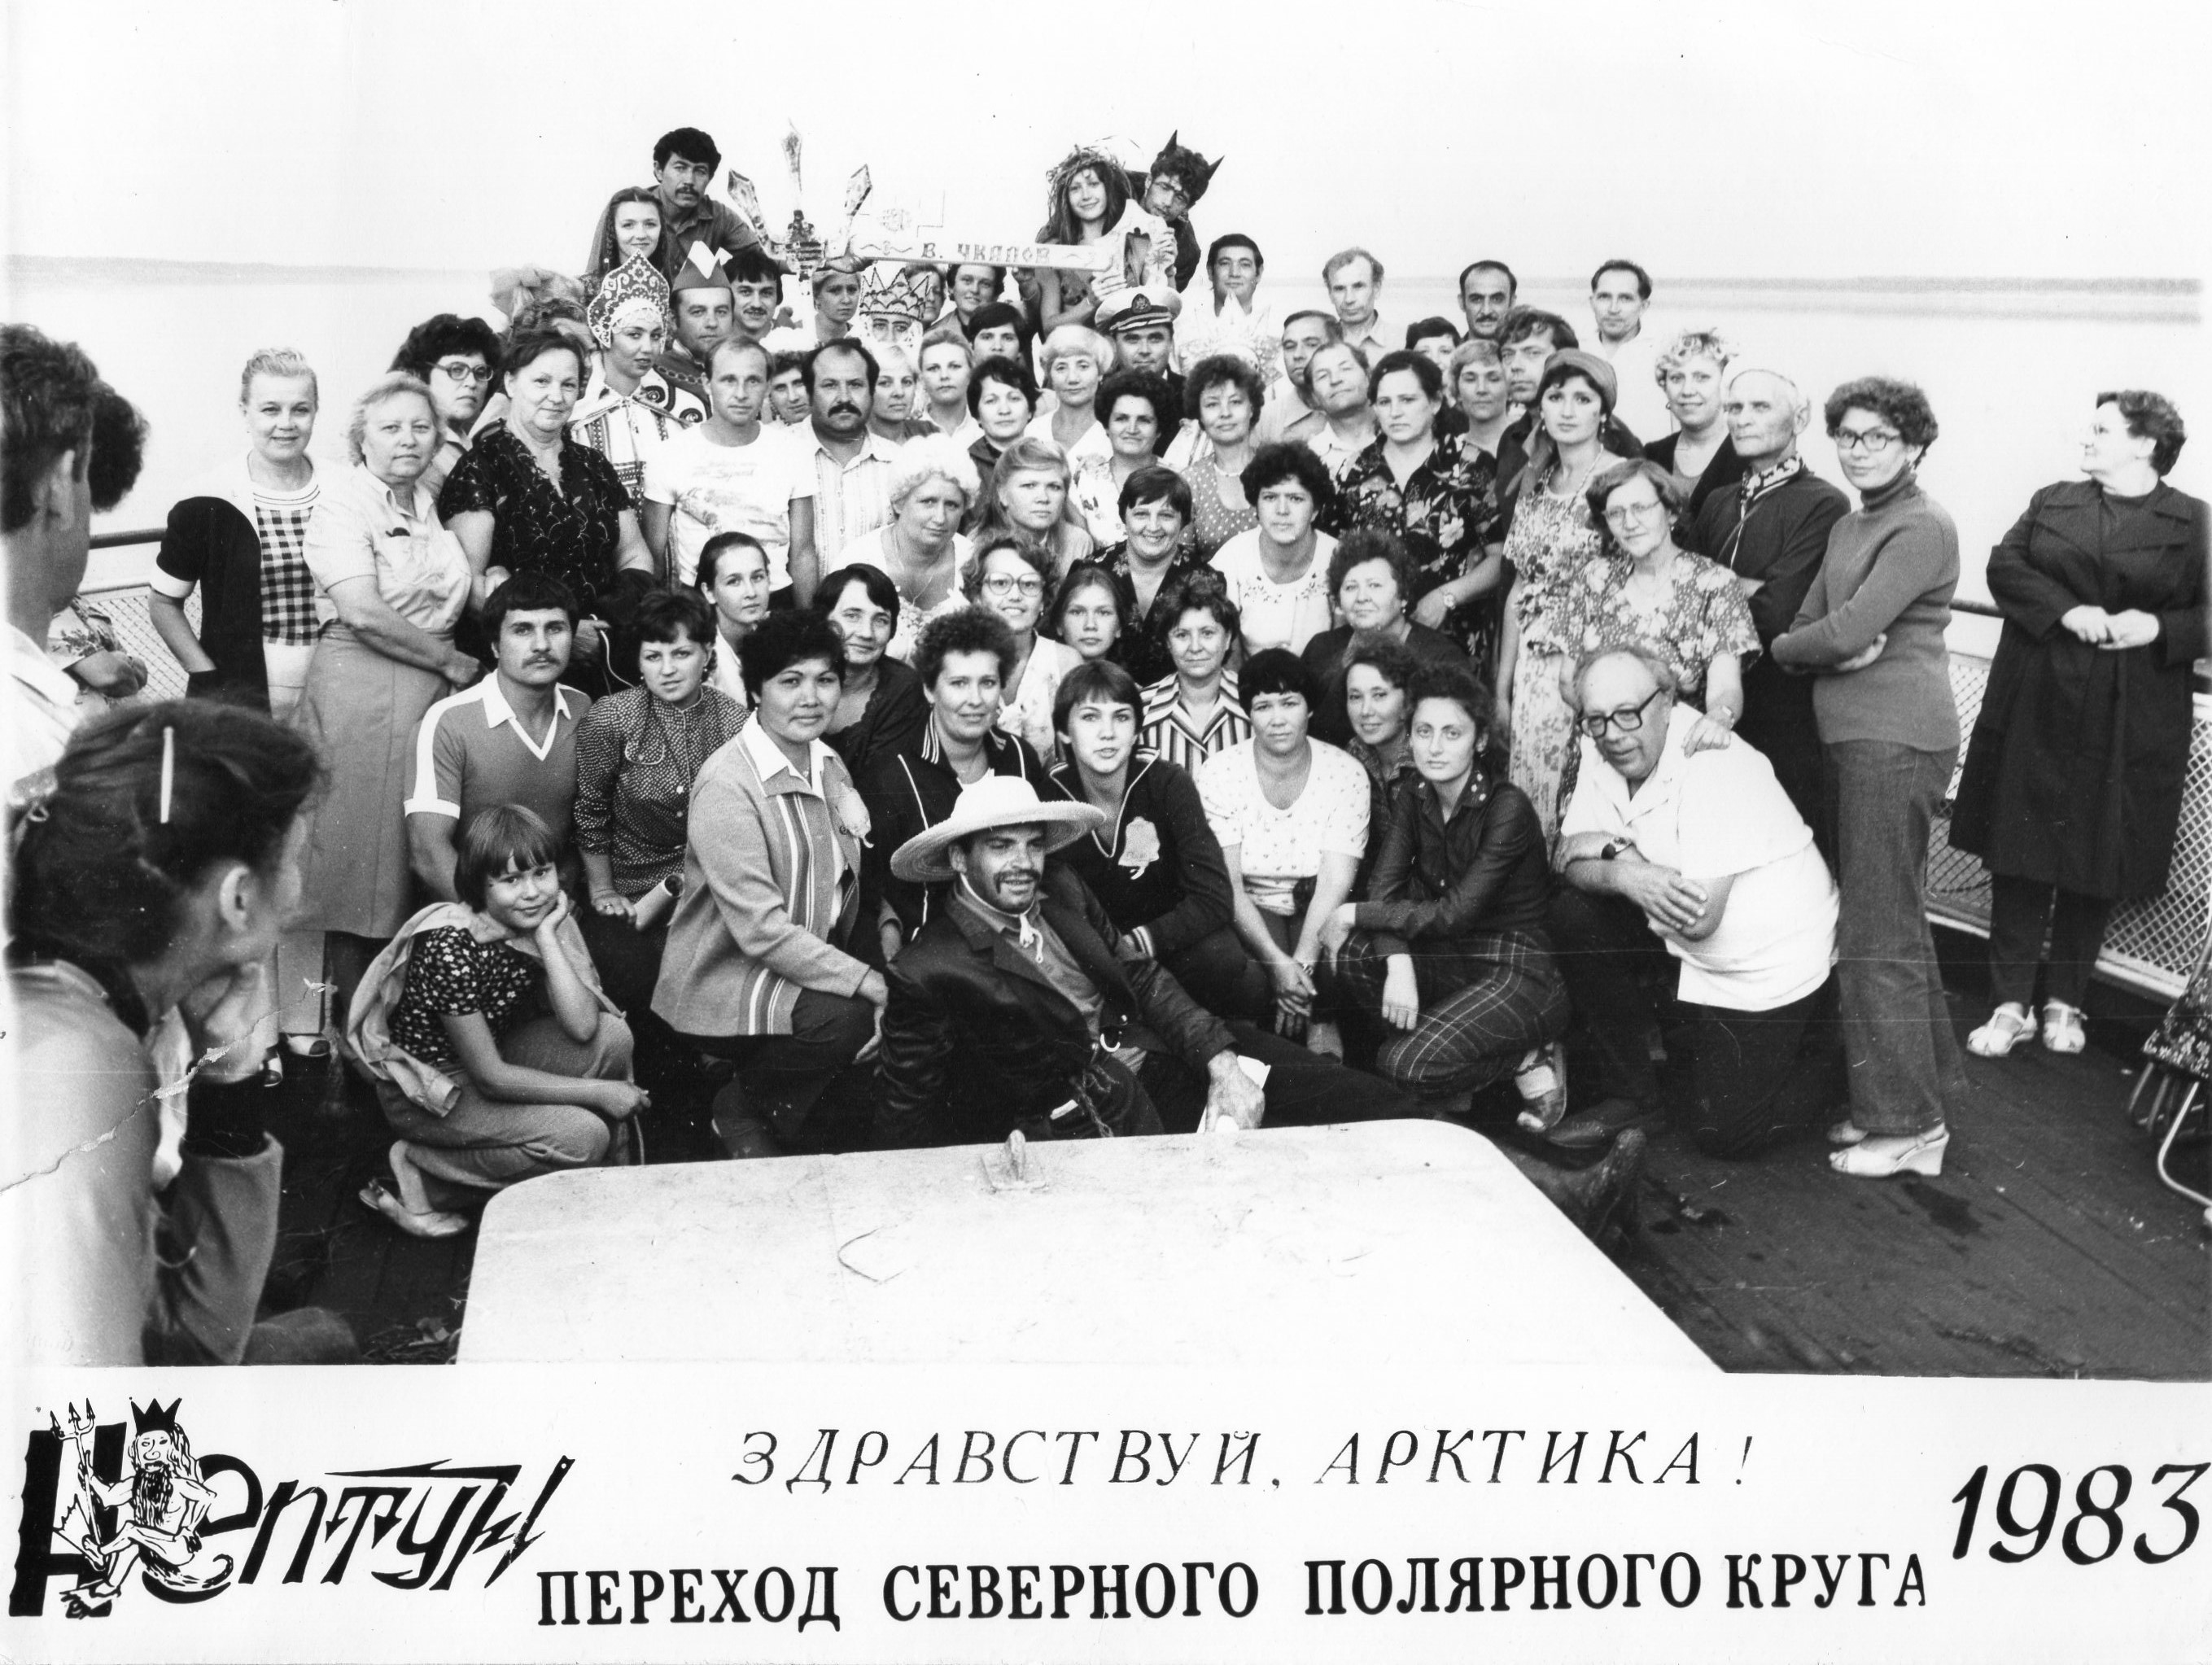 В. ЧКАЛОВ
ЗДРАВСТВУЙ, АРКТИКА!
Нептун
1983
ПЕРЕХОД СЕВЕРНОГО ПОЛЯРНОГО КРУГА